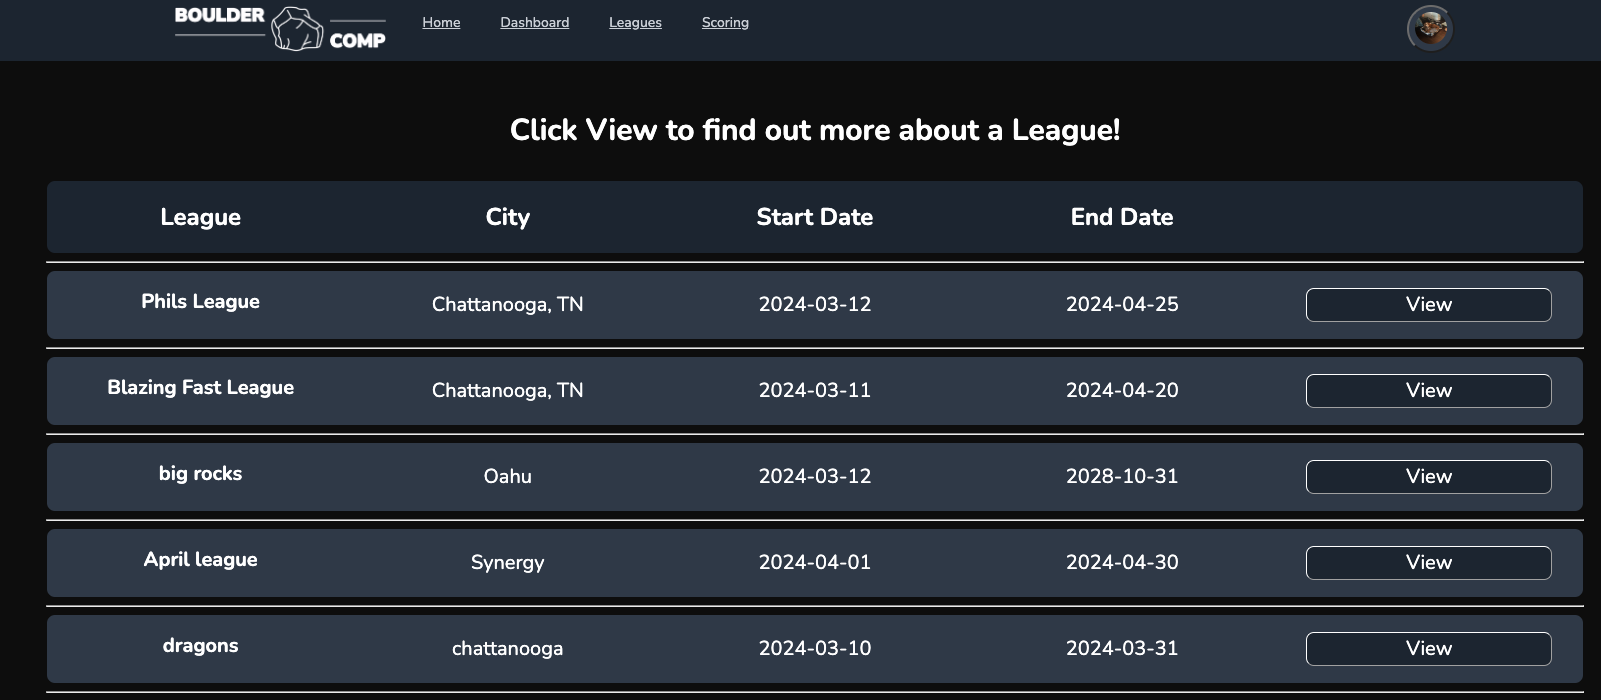 BOULDER COMP Home Dashboard Leagues Scoring
Click View to find out more about a League!
League City Start Date End Date
Phils League Chattanooga, TN 2024-03-12 2024-04-25 View
Blazing Fast League Chattanooga, TN 2024-03-11 2024-04-20 View
big rocks Oahu 2024-03-12 2028-10-31 View
April league Synergy 2024-04-01 2024-04-30 View
dragons chattanooga 2024-03-10 2024-03-31 View